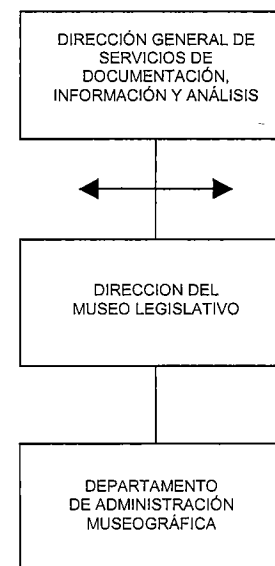 DIRECCIÓN GENERAL DE
SERVICIOS DE
DOCUMENTACIÓN,
INFORMACIÓN Y ANÁLISIS
DIRECCION DEL
MUSEO LEGISLATIVO
DEPARTAMENTO
DE ADMINISTRACIÓN
MUSEOGRÁFICA